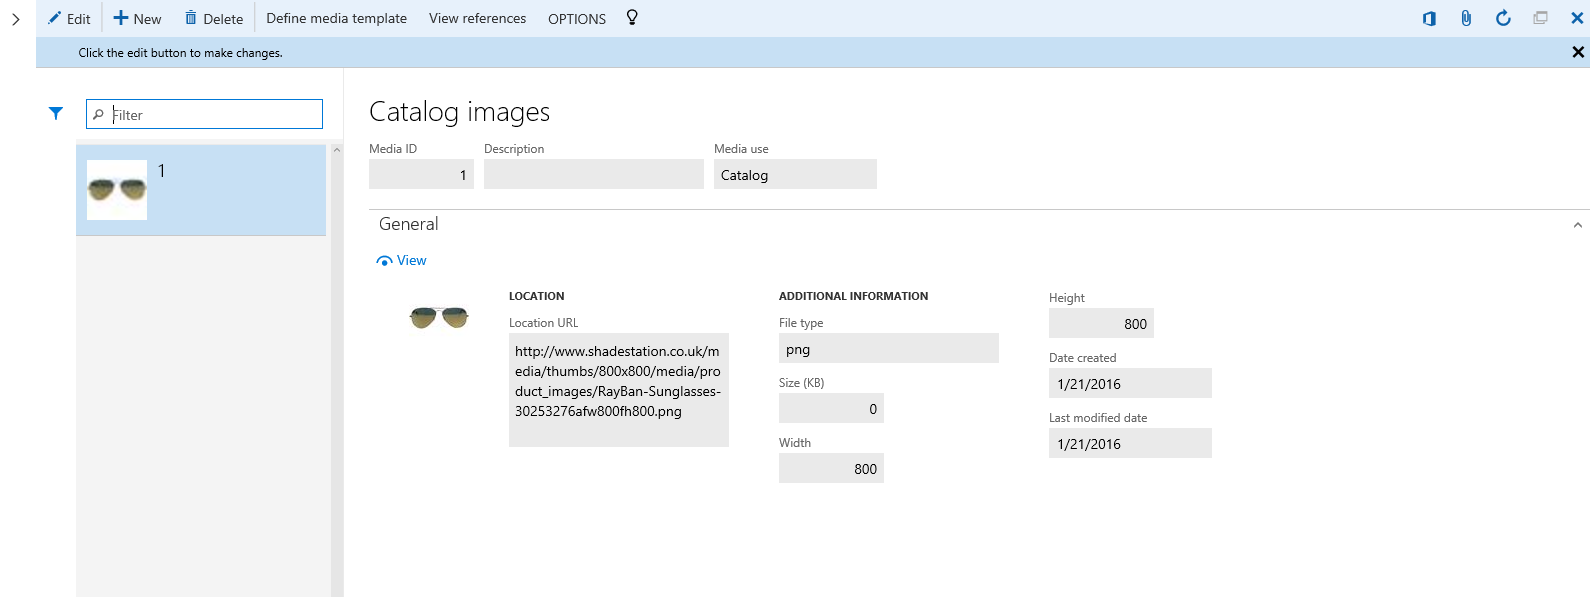 Edit New Delete Define media template View references OPTIONS
Click the edit button to make changes.
Filter
1
Catalog images
Media ID Description Media use
1 Catalog
General
View
LOCATION
Location URL
http://www.shadestation.co.uk/m
edia/thumbs/800x800/media/pro
duct_images/RayBan-Sunglasses-
30253276afw800fh800.png
ADDITIONAL INFORMATION
File type
png
Size (KB)
0
Width
800
Height
800
Date created
1/21/2016
Last modified date
1/21/2016